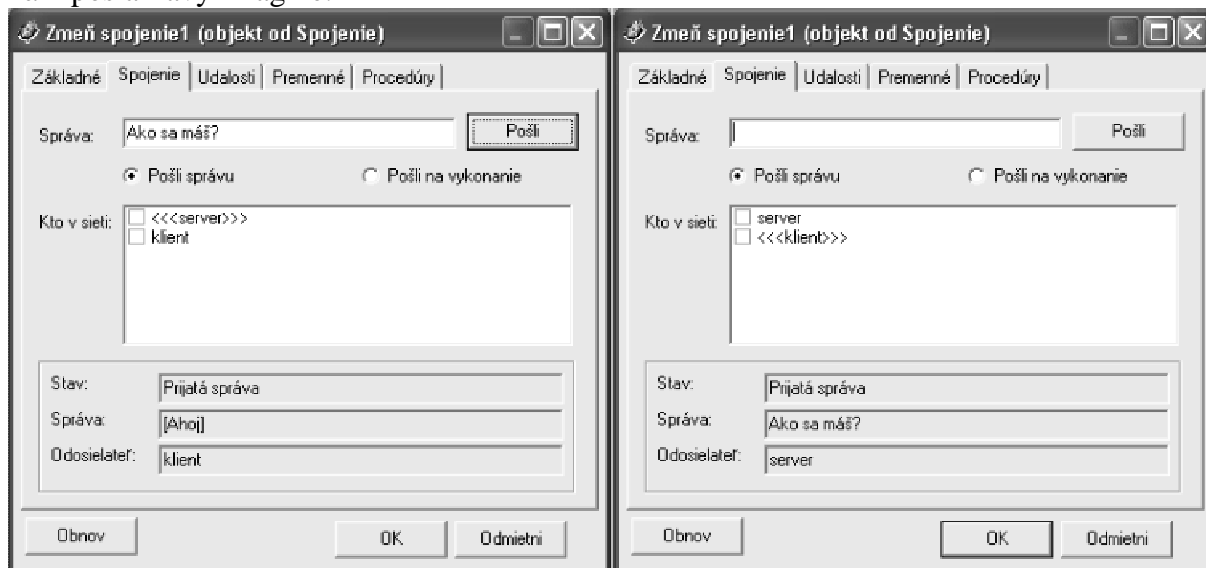 Zmeň spojenie1 (objekt od Spojenie)
Základné Spojenie Udalosti Premenné Procedúry
Správa: Ako sa máš? Pošli
Pošli správu Pošli na vykonanie
Kto v sieti: <<<server>>>
klient
Stav: Prijatá správa
Správa: [Ahoj]
Odosielateľ: klient
Obnov OK Odmietni
Zmeň spojenie1 (objekt od Spojenie)
Základné Spojenie Udalosti Premenné Procedúry
Správa: Pošli
Pošli správu Pošli na vykonanie
Kto v sieti: server
<<<klient>>>
Stav: Prijatá správa
Správa: Ako sa máš?
Odosielateľ: server
Obnov OK Odmietni